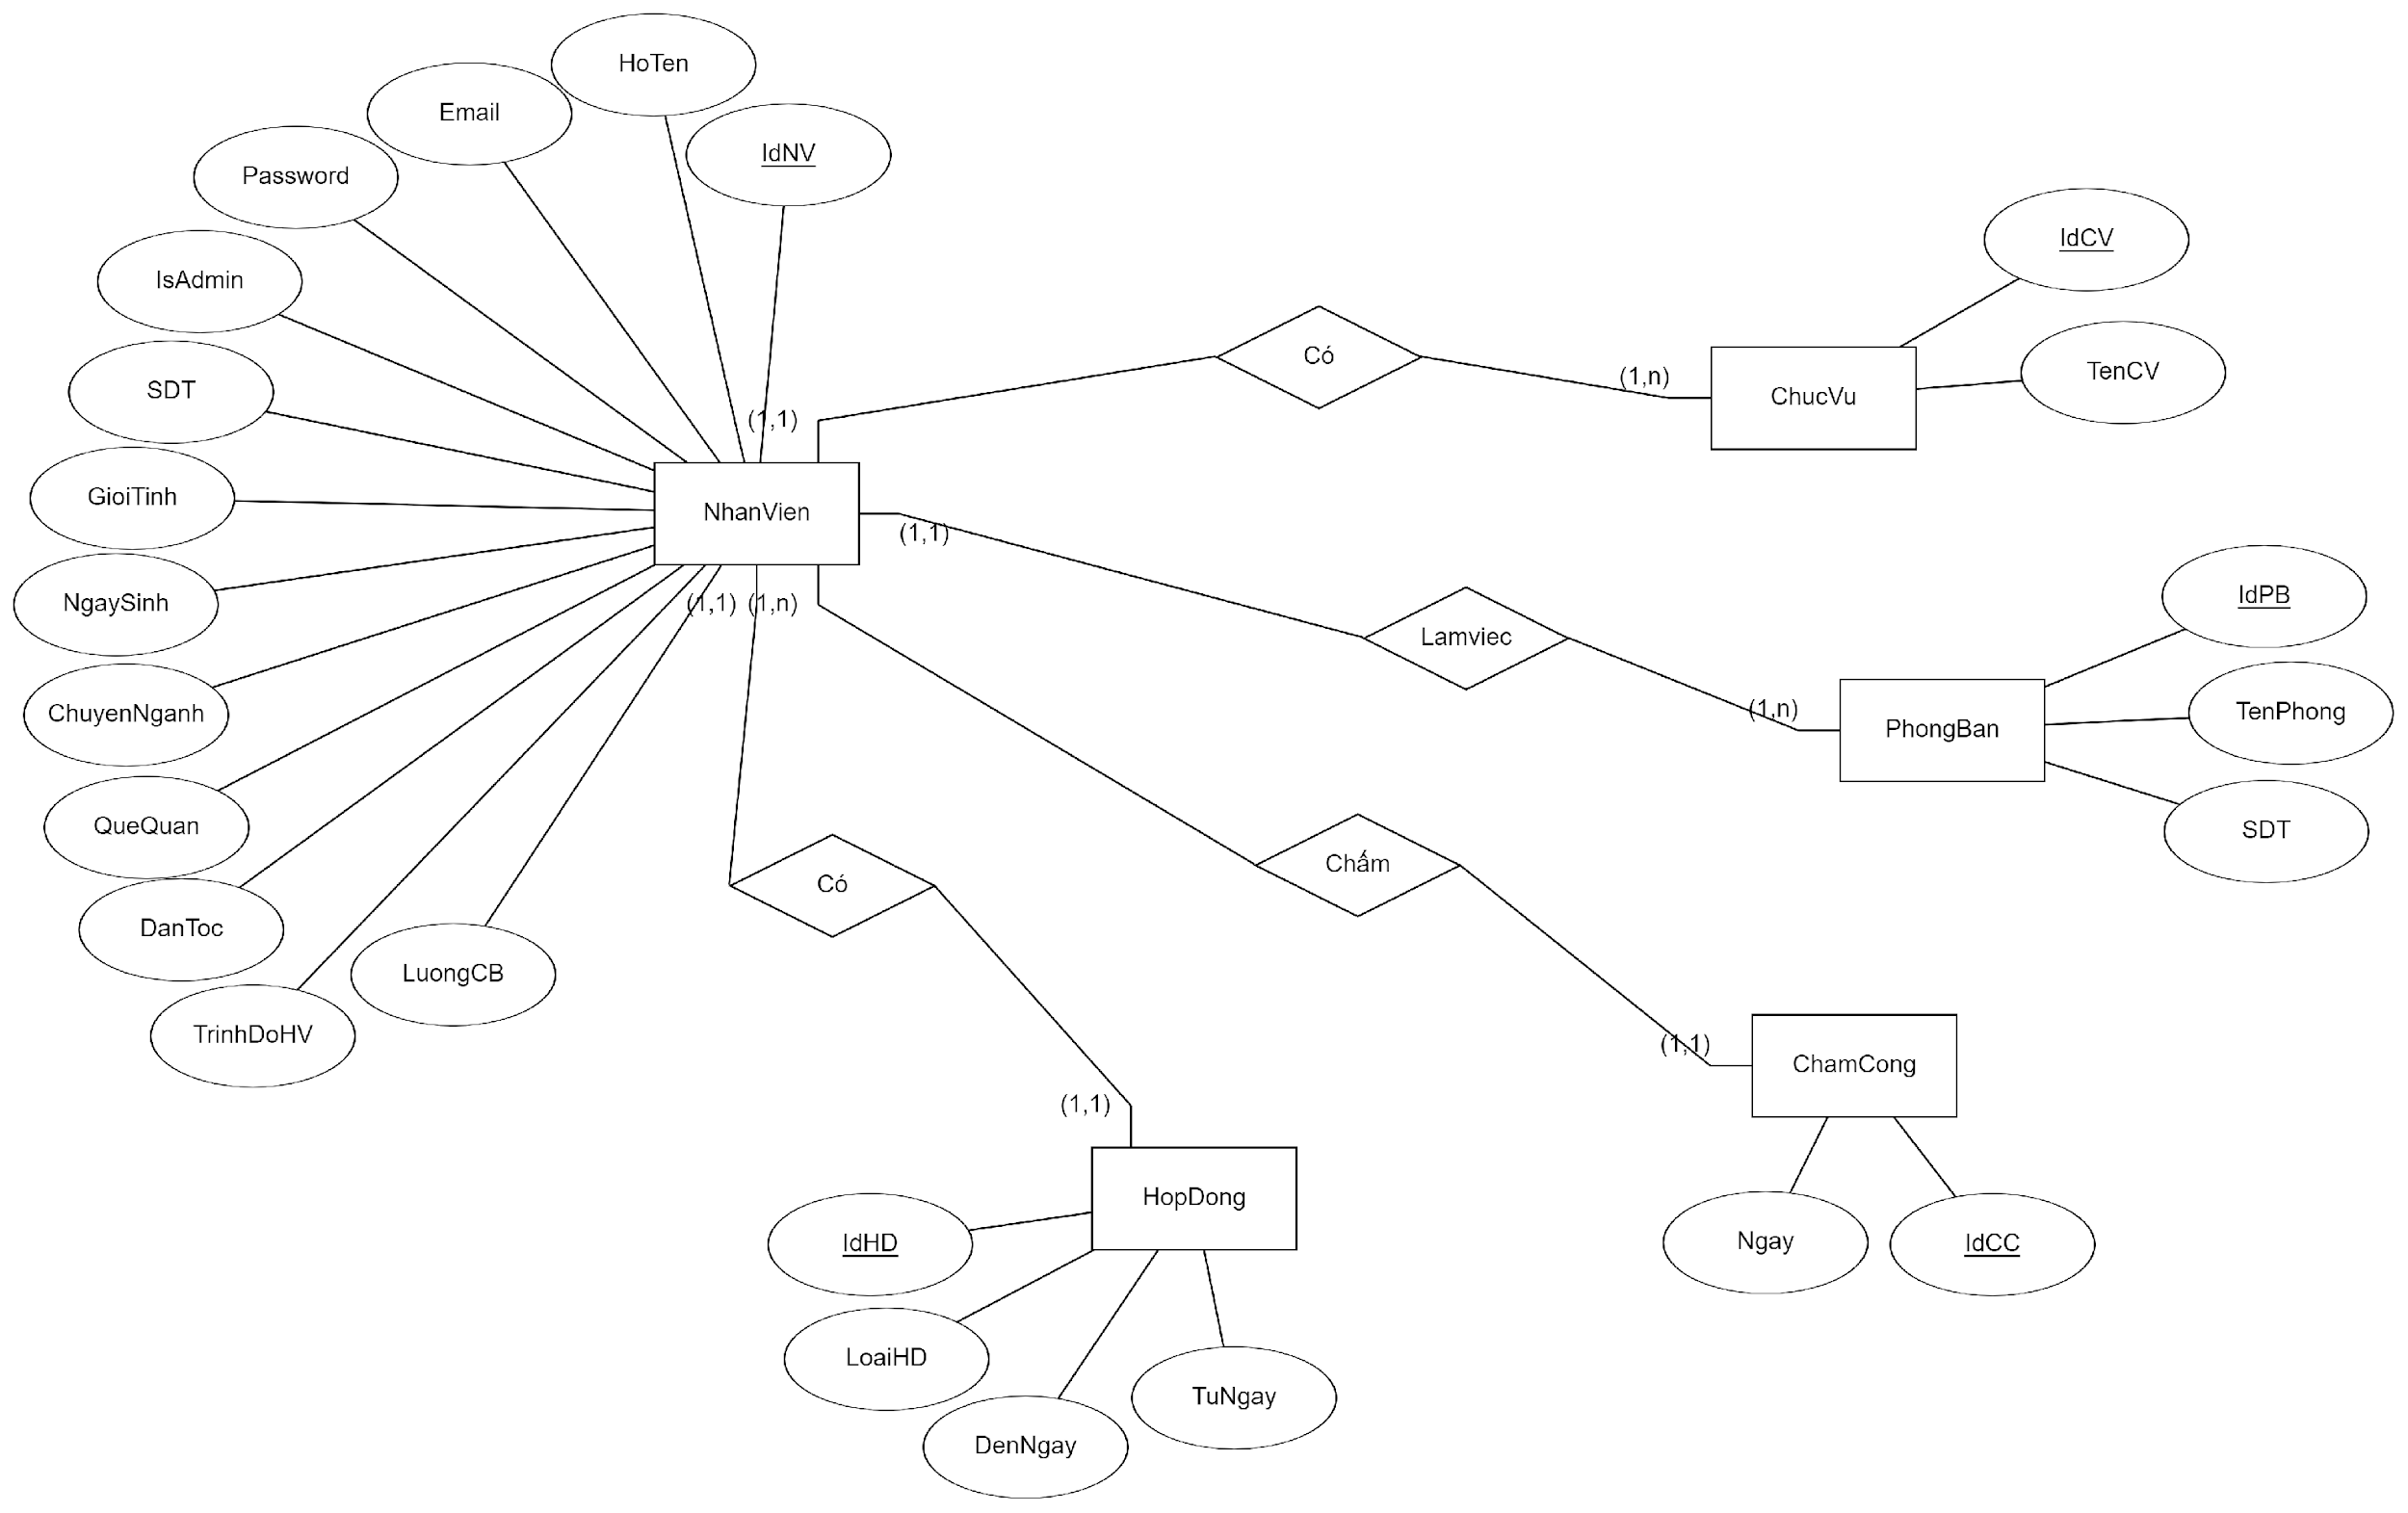 HoTen
Email
IdNV
Password
IdCV
IsAdmin
Có
TenCV
(1,n)
SDT
ChucVu
(1,1)
GioiTinh
NhanVien
(1,1)
NgaySinh
(1,1) (1,n)
IdPB
Lamviec
ChuyenNganh
(1,n)
PhongBan
TenPhong
QueQuan
SDT
Có
Chấm
DanToc
LuongCB
TrinhDoHV
(1,1)
ChamCong
(1,1)
HopDong
IdHD
Ngay
IdCC
LoaiHD
TuNgay
DenNgay